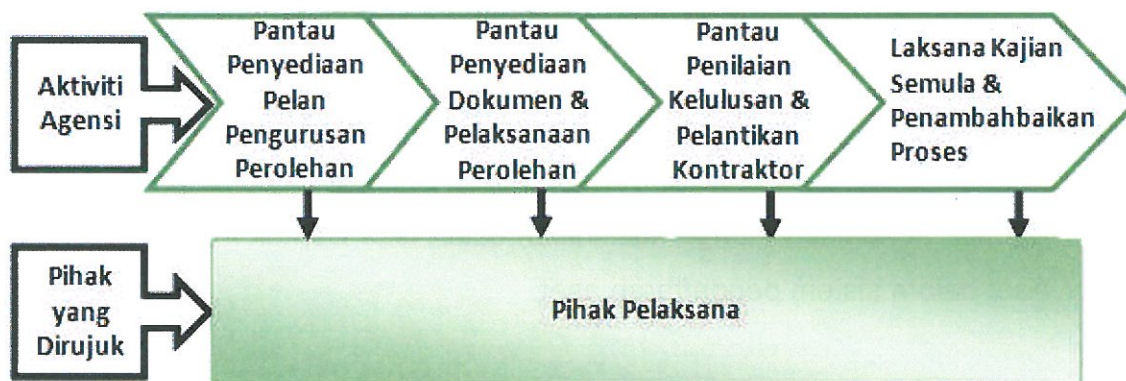 Aktiviti
Agensi
Pantau
Penyediaan
Pelan
Pengurusan
Perolehan
Pantau
Penyediaan
Dokumen &
Pelaksanaan
Perolehan
Pantau
Penilaian
Kelulusan &
Pelantikan
Kontraktor
Laksana Kajian
Semula &
Penambahbaikan
Proses
Pihak
yang
Dirujuk
Pihak Pelaksana